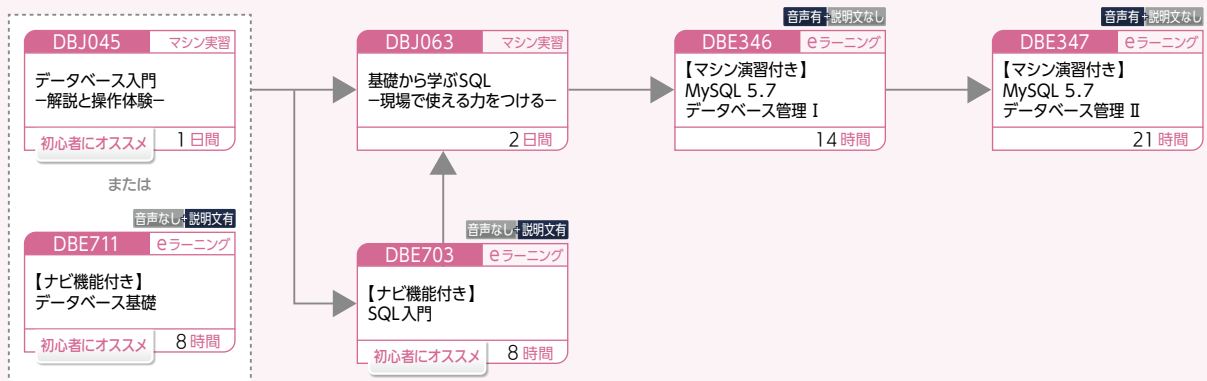 DBJ045 マシン実習
データベース入門
−解説と操作体験−
初心者にオススメ 1日間
または
音声なし+説明文有
DBE711 eラーニング
【ナビ機能付き】
データベース基礎
初心者にオススメ 8時間
DBJ063 マシン実習
基礎から学ぶSQL
−現場で使える力をつける−
2日間
音声なし+説明文有
DBE703 eラーニング
【ナビ機能付き】
SQL入門
初心者にオススメ 8時間
音声有+説明文なし
DBE346 eラーニング
【マシン演習付き】
MySQL 5.7
データベース管理 Ⅰ
14時間
音声有+説明文なし
DBE347 eラーニング
【マシン演習付き】
MySQL 5.7
データベース管理 Ⅱ
21時間